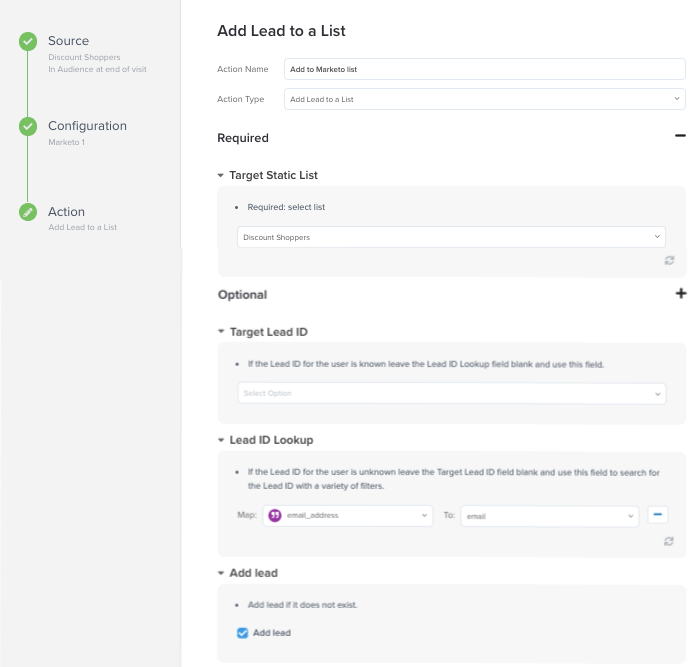 Source
Discount Shoppers
In Audience at end of visit
Configuration
Marketo 1
Action
Add Lead to a List
Add Lead to a List
Action Name
Add to Marketo list
Action Type
Add Lead to a List
Required
Target Static List
Required: select list
Discount Shoppers
Optional
Target Lead ID
If the Lead ID for the user is known leave the Lead ID Lookup field blank and use this field.
Select Option
Lead ID Lookup
If the Lead ID for the user is unknown leave the Target Lead ID field blank and use this field to search for
the Lead ID with a variety of filters.
Map:
email_address
To:
email
Add lead
Add lead if it does not exist.
Add lead